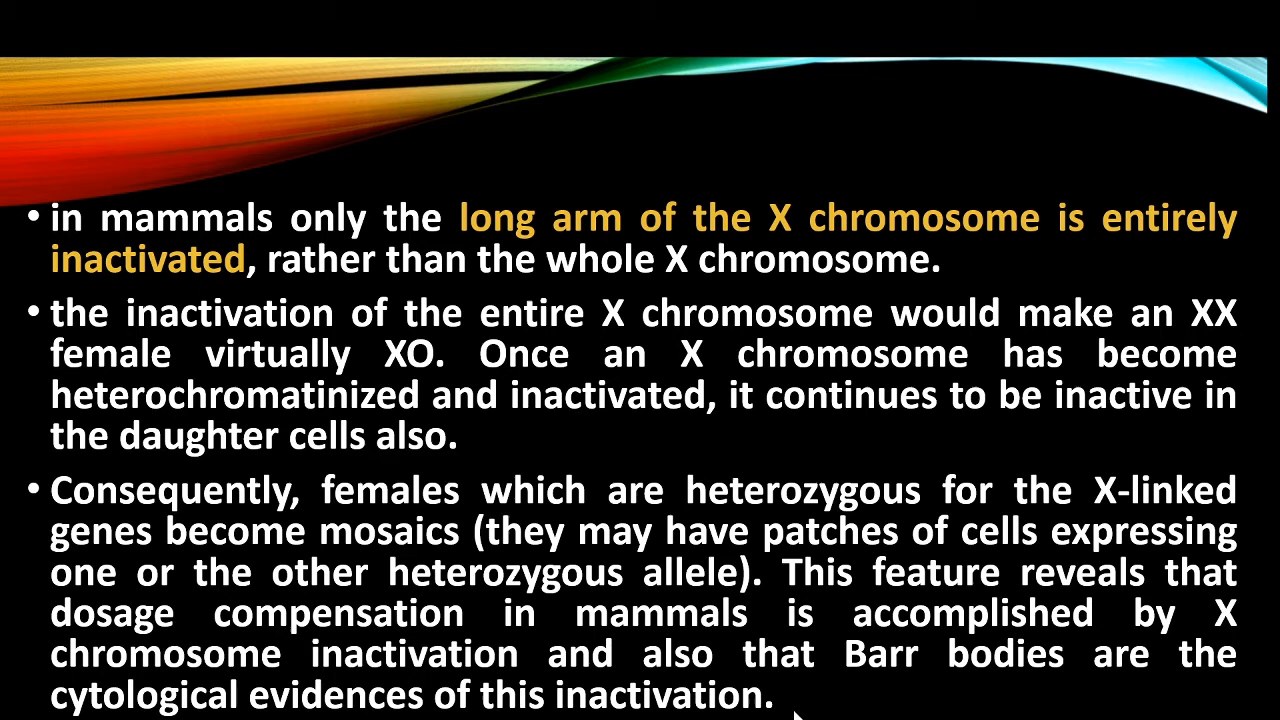 • in mammals only the long arm of the X chromosome is entirely
inactivated, rather than the whole X chromosome.
• the inactivation of the entire X chromosome would make an XX
female virtually XO. Once an X chromosome has become
heterochromatinized and inactivated, it continues to be inactive in
the daughter cells also.
• Consequently, females which are heterozygous for the X-linked
genes become mosaics (they may have patches of cells expressing
one or the other heterozygous allele). This feature reveals that
dosage compensation in mammals is accomplished by X
chromosome inactivation and also that Barr bodies are the
cytological evidences of this inactivation.